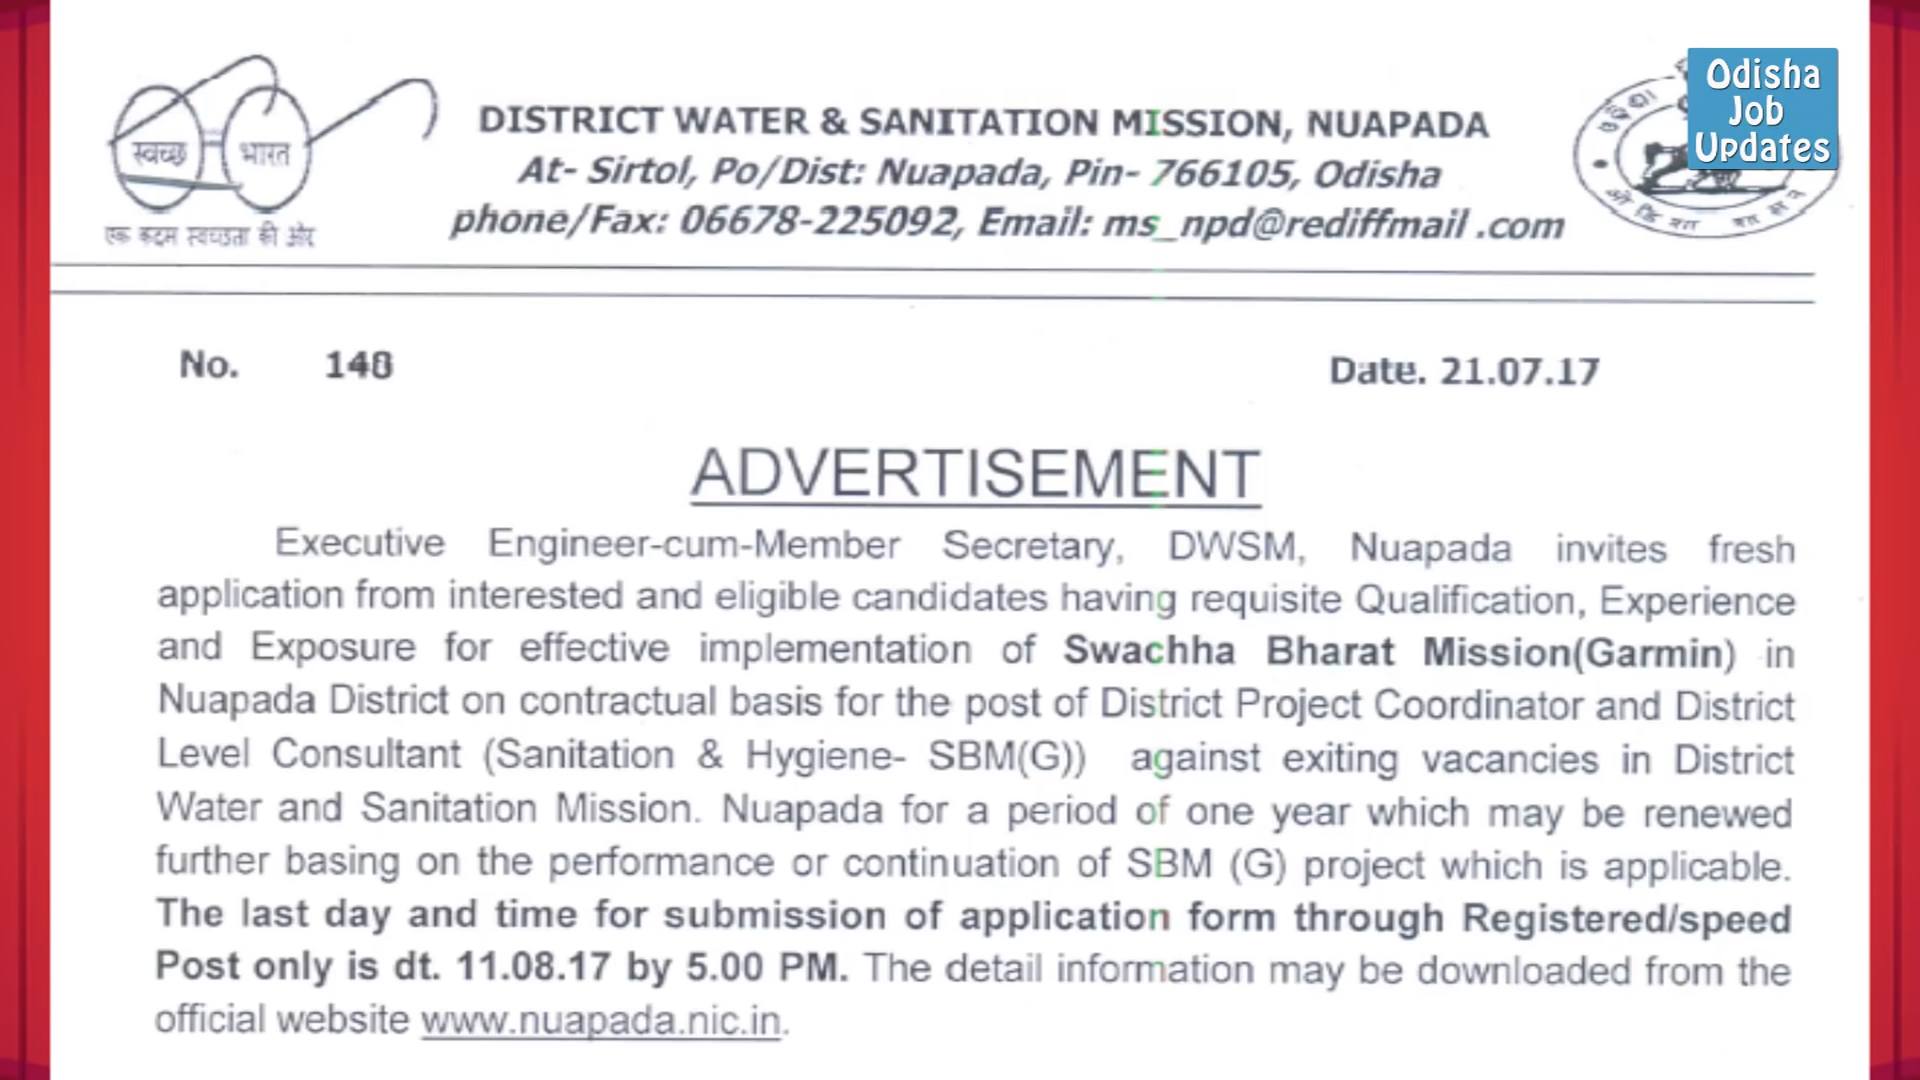 स्वच्छ भारत
एक कदम स्वच्छता की ओर
DISTRICT WATER & SANITATION MISSION, NUAPADA
At- Sirtol, Po/Dist: Nuapada, Pin- 766105, Odisha
phone/Fax: 06678-225092, Email: ms_npd@rediffmail .com
Odisha
Job
Updates
No. 148
Date. 21.07.17
ADVERTISEMENT
Executive Engineer-cum-Member Secretary, DWSM, Nuapada invites fresh
application from interested and eligible candidates having requisite Qualification, Experience
and Exposure for effective implementation of Swachha Bharat Mission(Garmin) in
Nuapada District on contractual basis for the post of District Project Coordinator and District
Level Consultant (Sanitation & Hygiene- SBM(G)) against exiting vacancies in District
Water and Sanitation Mission. Nuapada for a period of one year which may be renewed
further basing on the performance or continuation of SBM (G) project which is applicable.
The last day and time for submission of application form through Registered/speed
Post only is dt. 11.08.17 by 5.00 PM. The detail information may be downloaded from the
official website www.nuapada.nic.in.